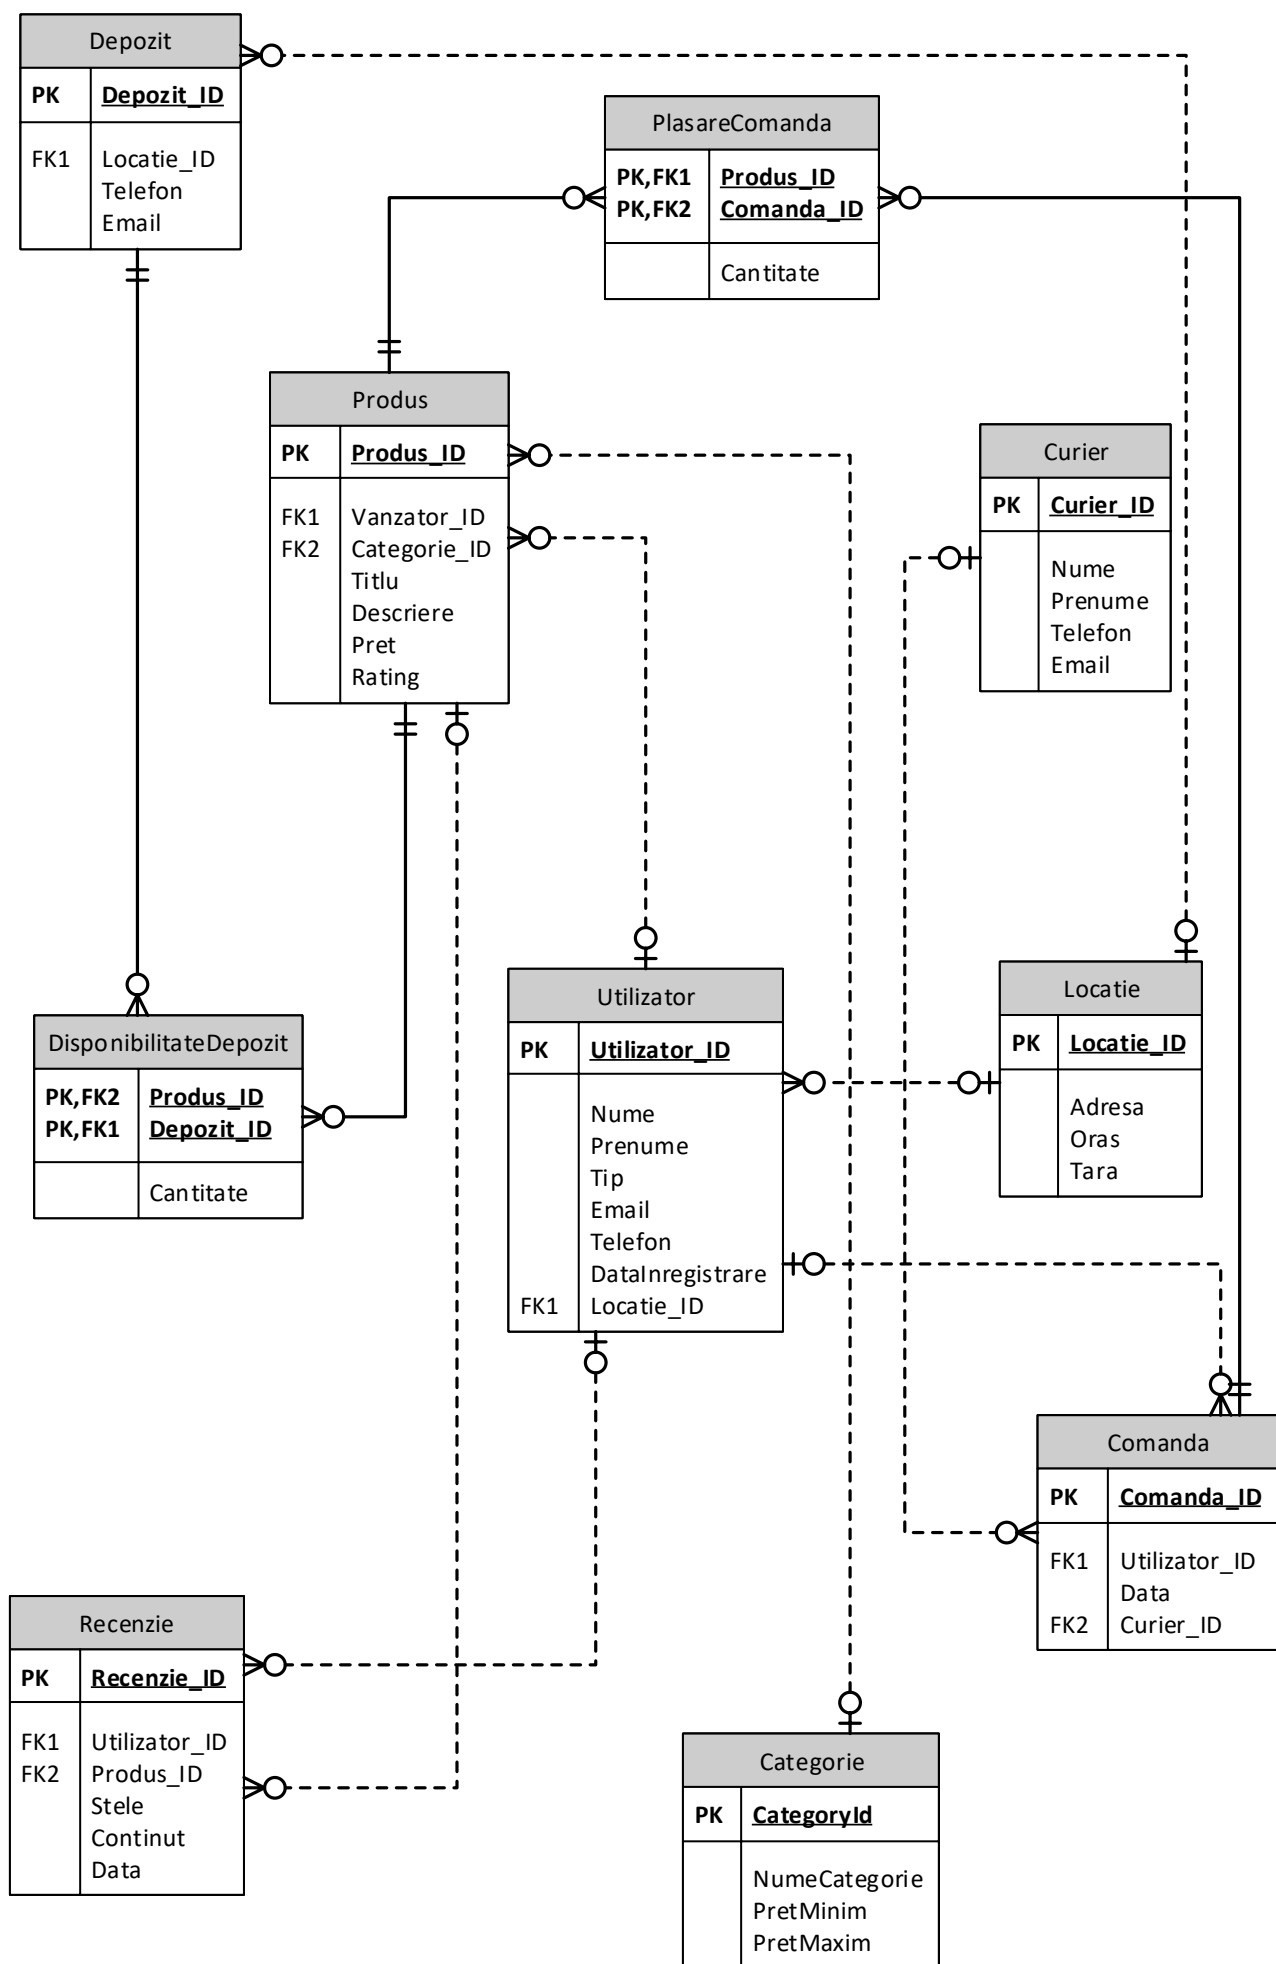 Depozit
PK Depozit_ID
FK1 Locatie_ID
Telefon
Email
PlasareComanda
PK,FK1 Produs_ID
PK,FK2 Comanda_ID
Cantitate
Produs
PK Produs_ID
FK1 Vanzator_ID
FK2 Categorie_ID
Titlu
Descriere
Pret
Rating
Curier
PK Curier_ID
Nume
Prenume
Telefon
Email
Utilizator
PK Utilizator_ID
Nume
Prenume
Tip
Email
Telefon
DataInregistrare
FK1 Locatie_ID
Locatie
PK Locatie_ID
Adresa
Oras
Tara
DisponibilitateDepozit
PK,FK2 Produs_ID
PK,FK1 Depozit_ID
Cantitate
Comanda
PK Comanda_ID
FK1 Utilizator_ID
Data
FK2 Curier_ID
Recenzie
PK Recenzie_ID
FK1 Utilizator_ID
FK2 Produs_ID
Stele
Continut
Data
Categorie
PK CategoryId
NumeCategorie
PretMinim
PretMaxim